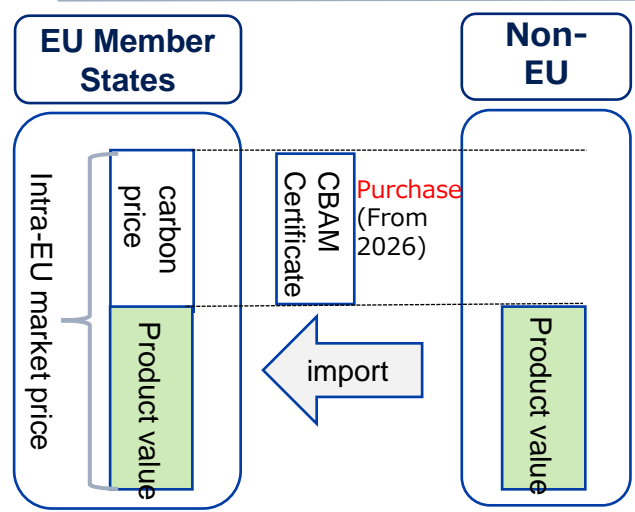 EU Member
States
Non-
EU
Intra-EU market price
carbon
price
Product value
CBAM
Certificate
Purchase
(From
2026)
import
Product value